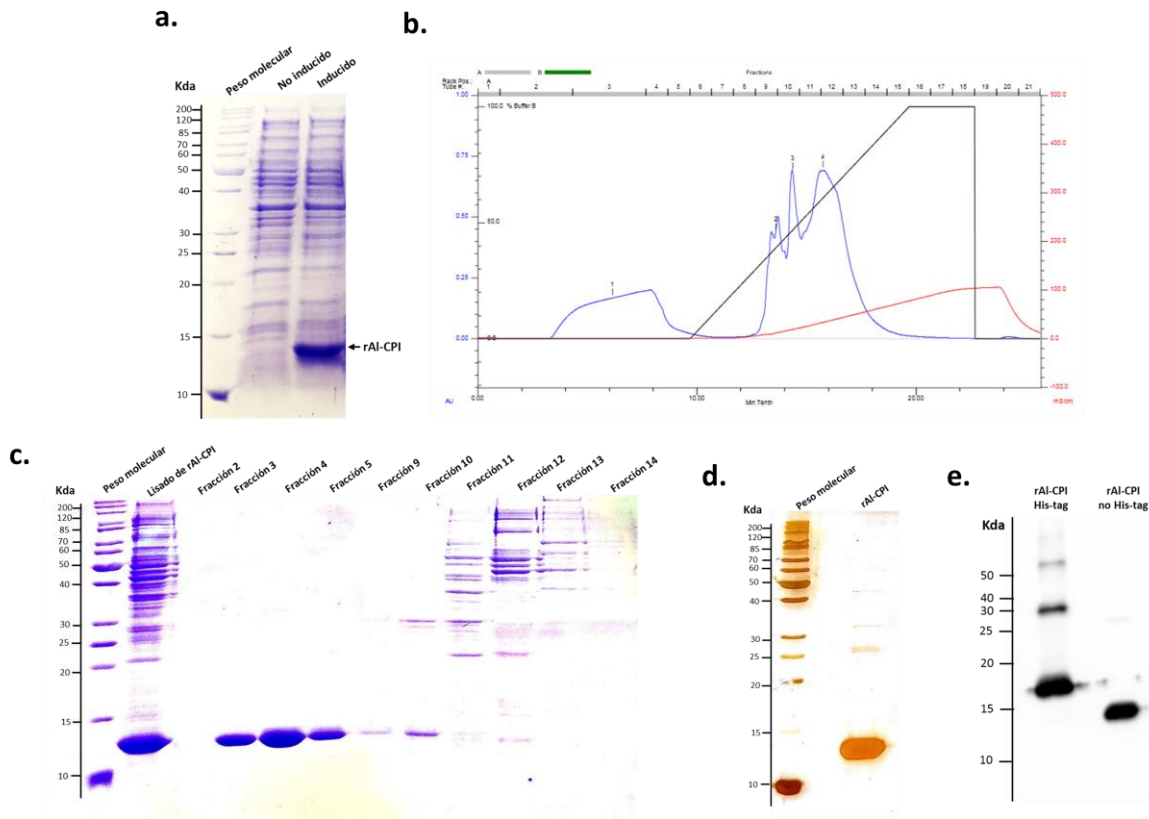 a.
Kda
Peso molecular
No inducido
Inducido
200
120
85
70
60
50
40
30
25
20
15
10
rAl-CPI
b.
A
B
Fractions
Rack Pos.: A
Tube #: 1 2 3 4 5 6 7 8 9 10 11 12 13 14 15 16 17 18 19 20 21
1.00
0.75
0.50
0.25
0.00
AU
100.0 % Buffer B
50.0
0.0
1
2
3
4
500.0
400.0
300.0
200.0
100.0
0.0
-100.0
mS/cm
0.00 10.00 20.00
Min.Tenth
c.
Kda
Peso molecular
Lisado de rAl-CPI
Fracción 2
Fracción 3
Fracción 4
Fracción 5
Fracción 9
Fracción 10
Fracción 11
Fracción 12
Fracción 13
Fracción 14
200
120
85
70
60
50
40
30
25
20
15
10
d.
Kda
Peso molecular
rAl-CPI
200
120
85
70
60
50
40
30
25
20
15
10
e.
rAl-CPI His-tag
rAl-CPI no His-tag
Kda
50
40
30
25
20
15
10